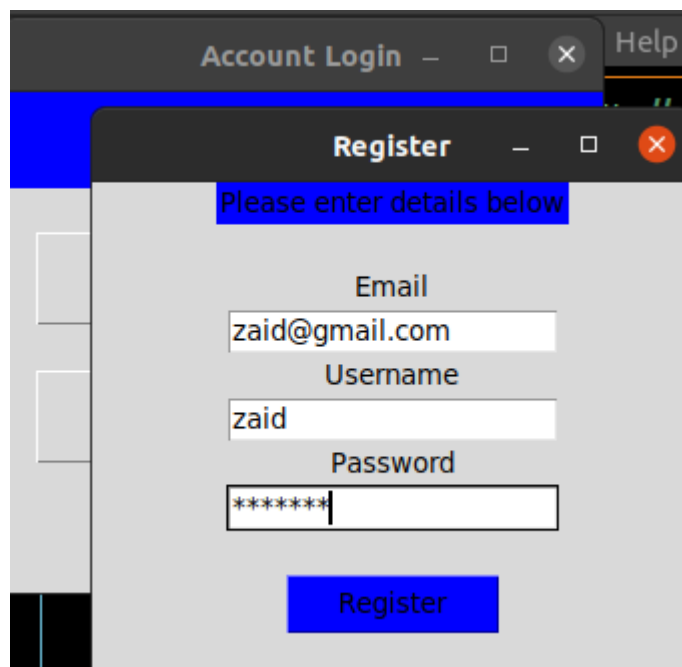 Account Login
Help
Register
Please enter details below
Email
zaid@gmail.com
Username
zaid
Password
*******
Register